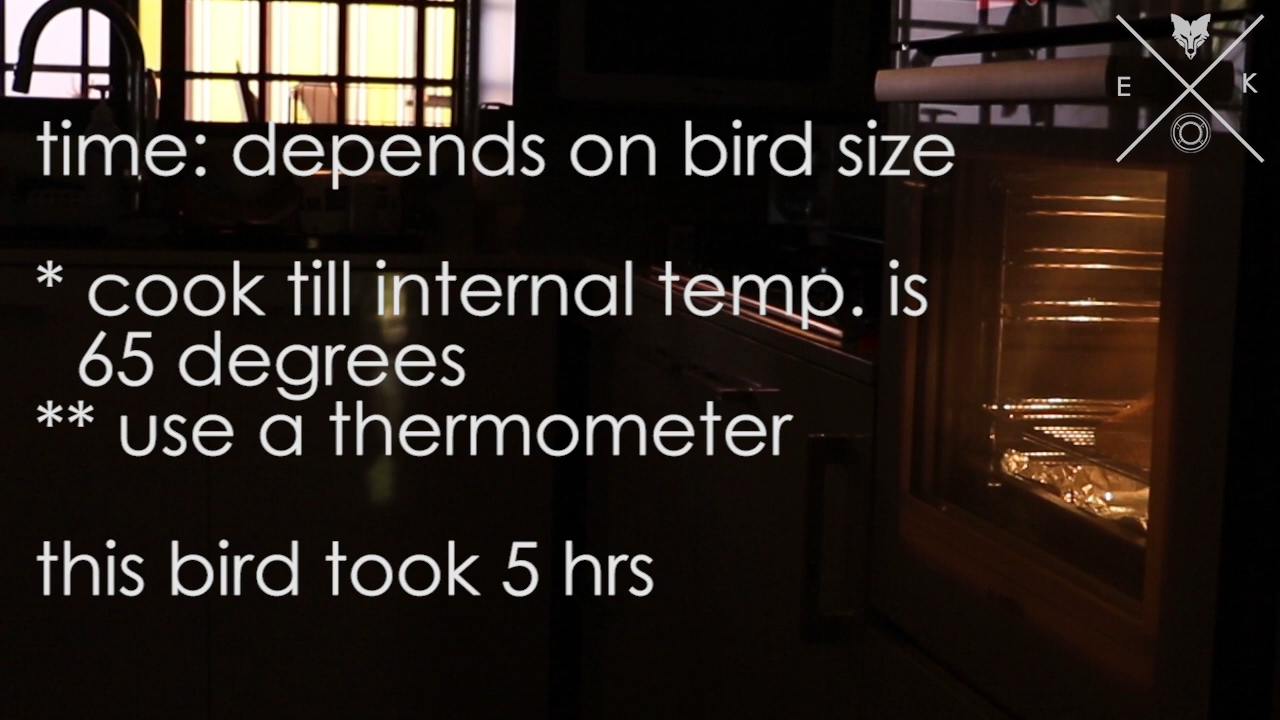 E K
time: depends on bird size
* cook till internal temp. is
65 degrees
** use a thermometer
this bird took 5 hrs